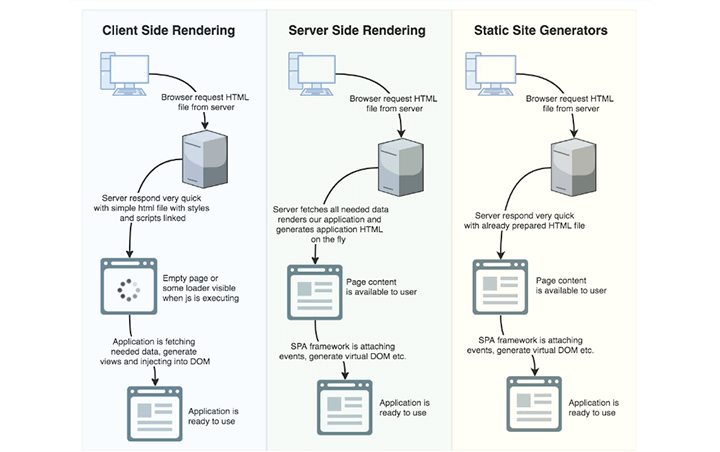 Client Side Rendering
Browser request HTML
file from server
Server respond very quick
with simple html file with styles
and scripts linked
Empty page or
some loader visible
when js is executing
Application is fetching
needed data, generate
views and injecting into DOM
Application is
ready to use
Server Side Rendering
Browser request HTML
file from server
Server fetches all needed data
renders our application and
generates application HTML
on the fly
Page content
is available to user
SPA framework is attaching
events, generate virtual DOM etc.
Application is
ready to use
Static Site Generators
Browser request HTML
file from server
Server respond very quick
with already prepared HTML file
Page content
is available to user
SPA framework is attaching
events, generate virtual DOM etc.
Application is
ready to use